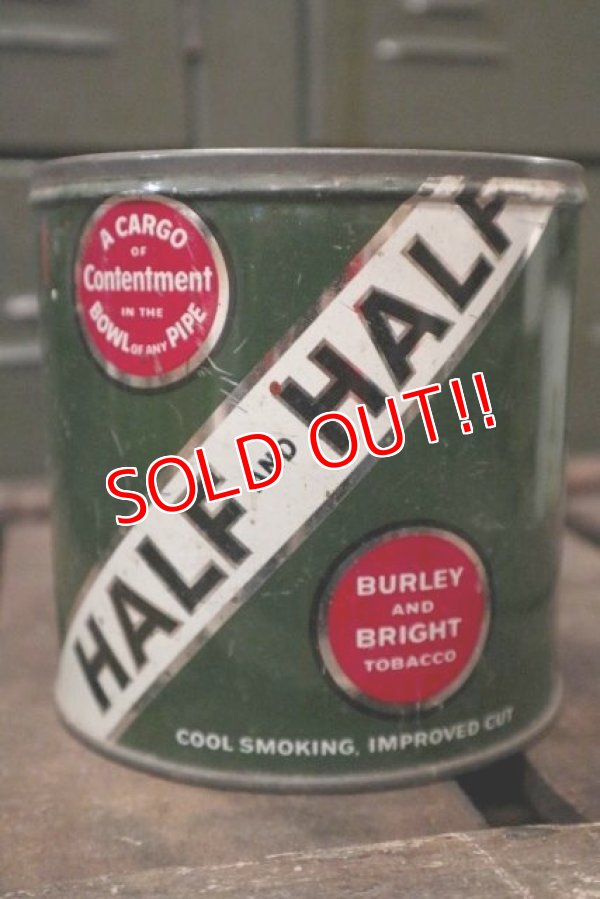 A CARGO
OF
Contentment
IN THE
BOWL OF ANY PIPE
HALF AND HALF
SOLD OUT!!
BURLEY
AND
BRIGHT
TOBACCO
COOL SMOKING, IMPROVED CUT